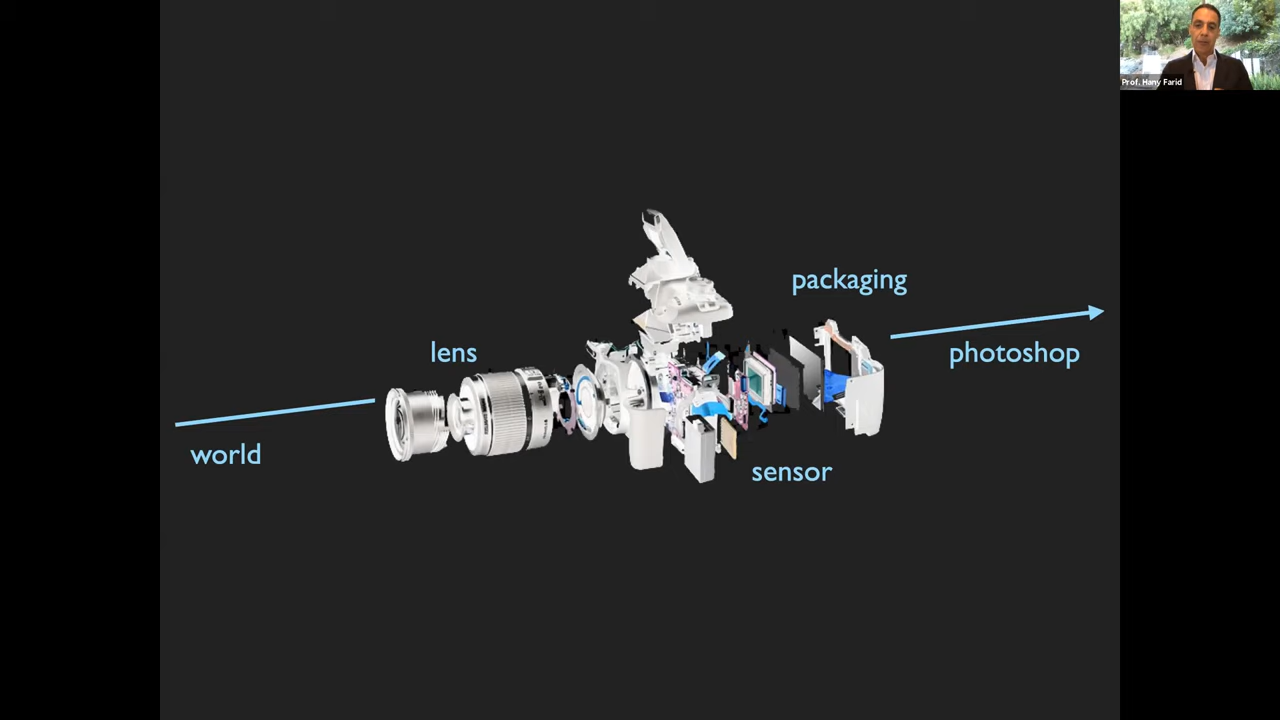 Prof. Hany Farid
packaging
lens
photoshop
world
sensor